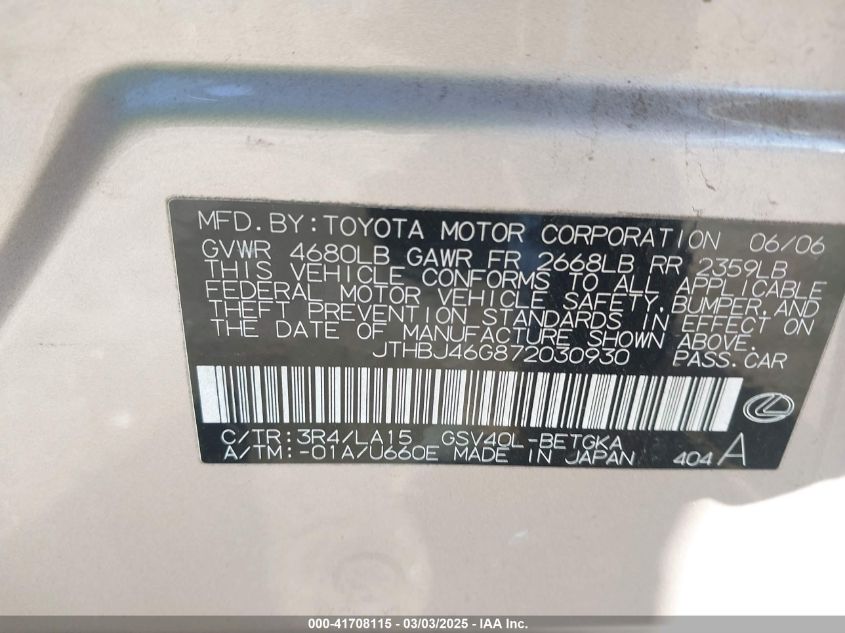 MFD. BY: TOYOTA MOTOR CORPORATION 06/06
GVWR 4680LB GAWR FR 2668LB RR 2359LB
THIS VEHICLE CONFORMS TO ALL APPLICABLE
FEDERAL MOTOR VEHICLE SAFETY, BUMPER, AND
THEFT PREVENTION STANDARDS IN EFFECT ON
THE DATE OF MANUFACTURE SHOWN ABOVE.
JTHBJ46G872030930 PASS. CAR
C/TR: 3R4/LA15 GSV40L-BETGKA
A/TM: -01A/U660E MADE IN JAPAN 404 A
000-41708115 - 03/03/2025 - IAA Inc.